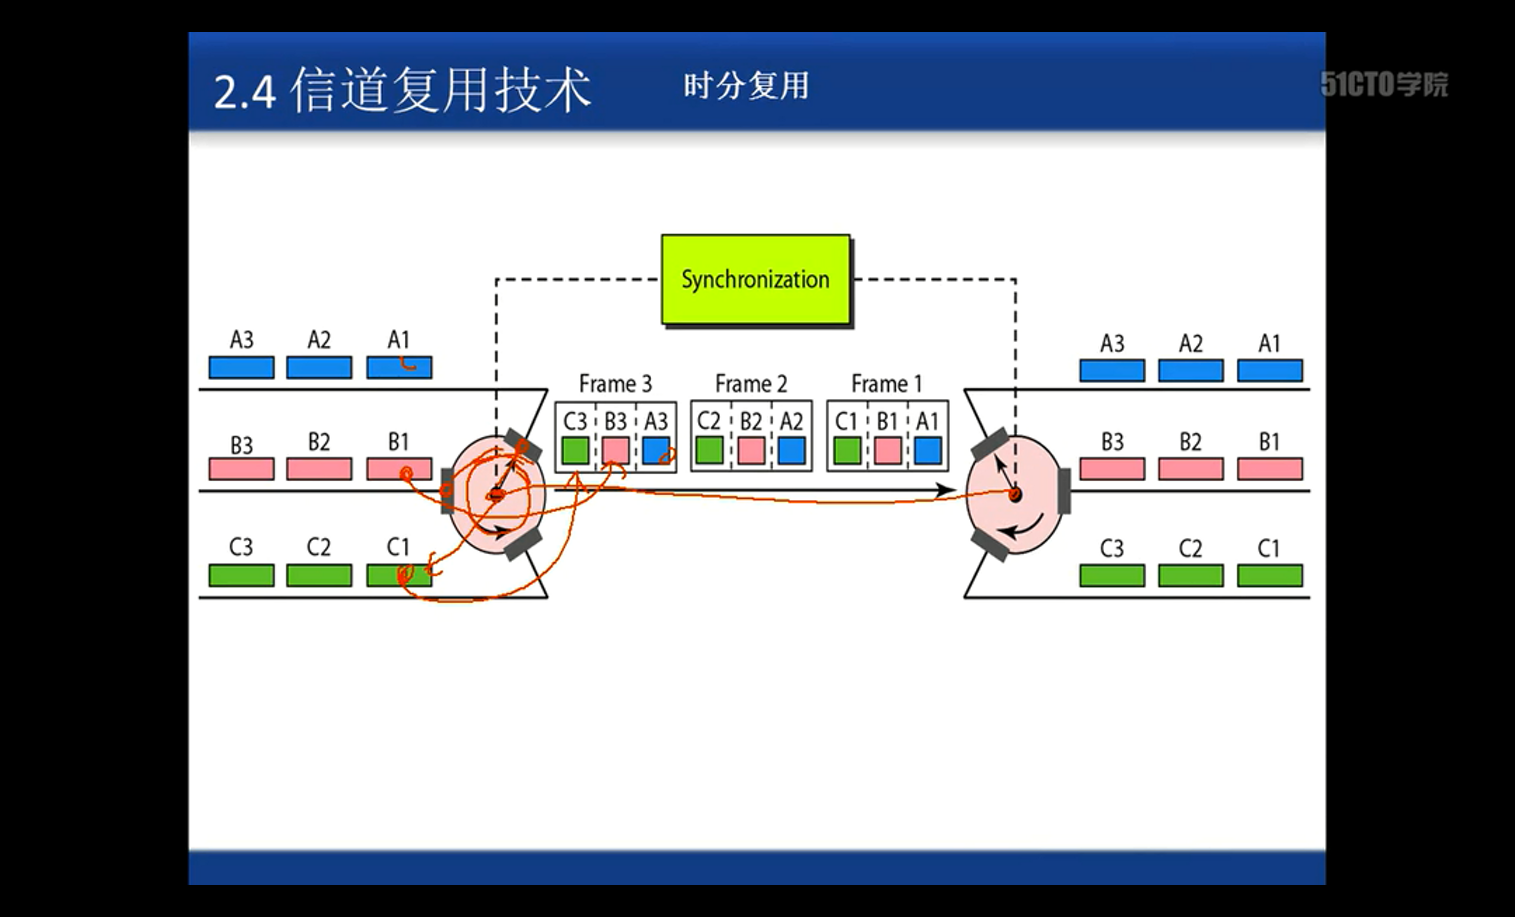 2.4 信道复用技术 时分复用
51CTO学院
Synchronization
A3 A2 A1
A3 A2 A1
Frame 3 Frame 2 Frame 1
C3 B3 A3 C2 B2 A2 C1 B1 A1
B3 B2 B1
B3 B2 B1
C3 C2 C1
C3 C2 C1